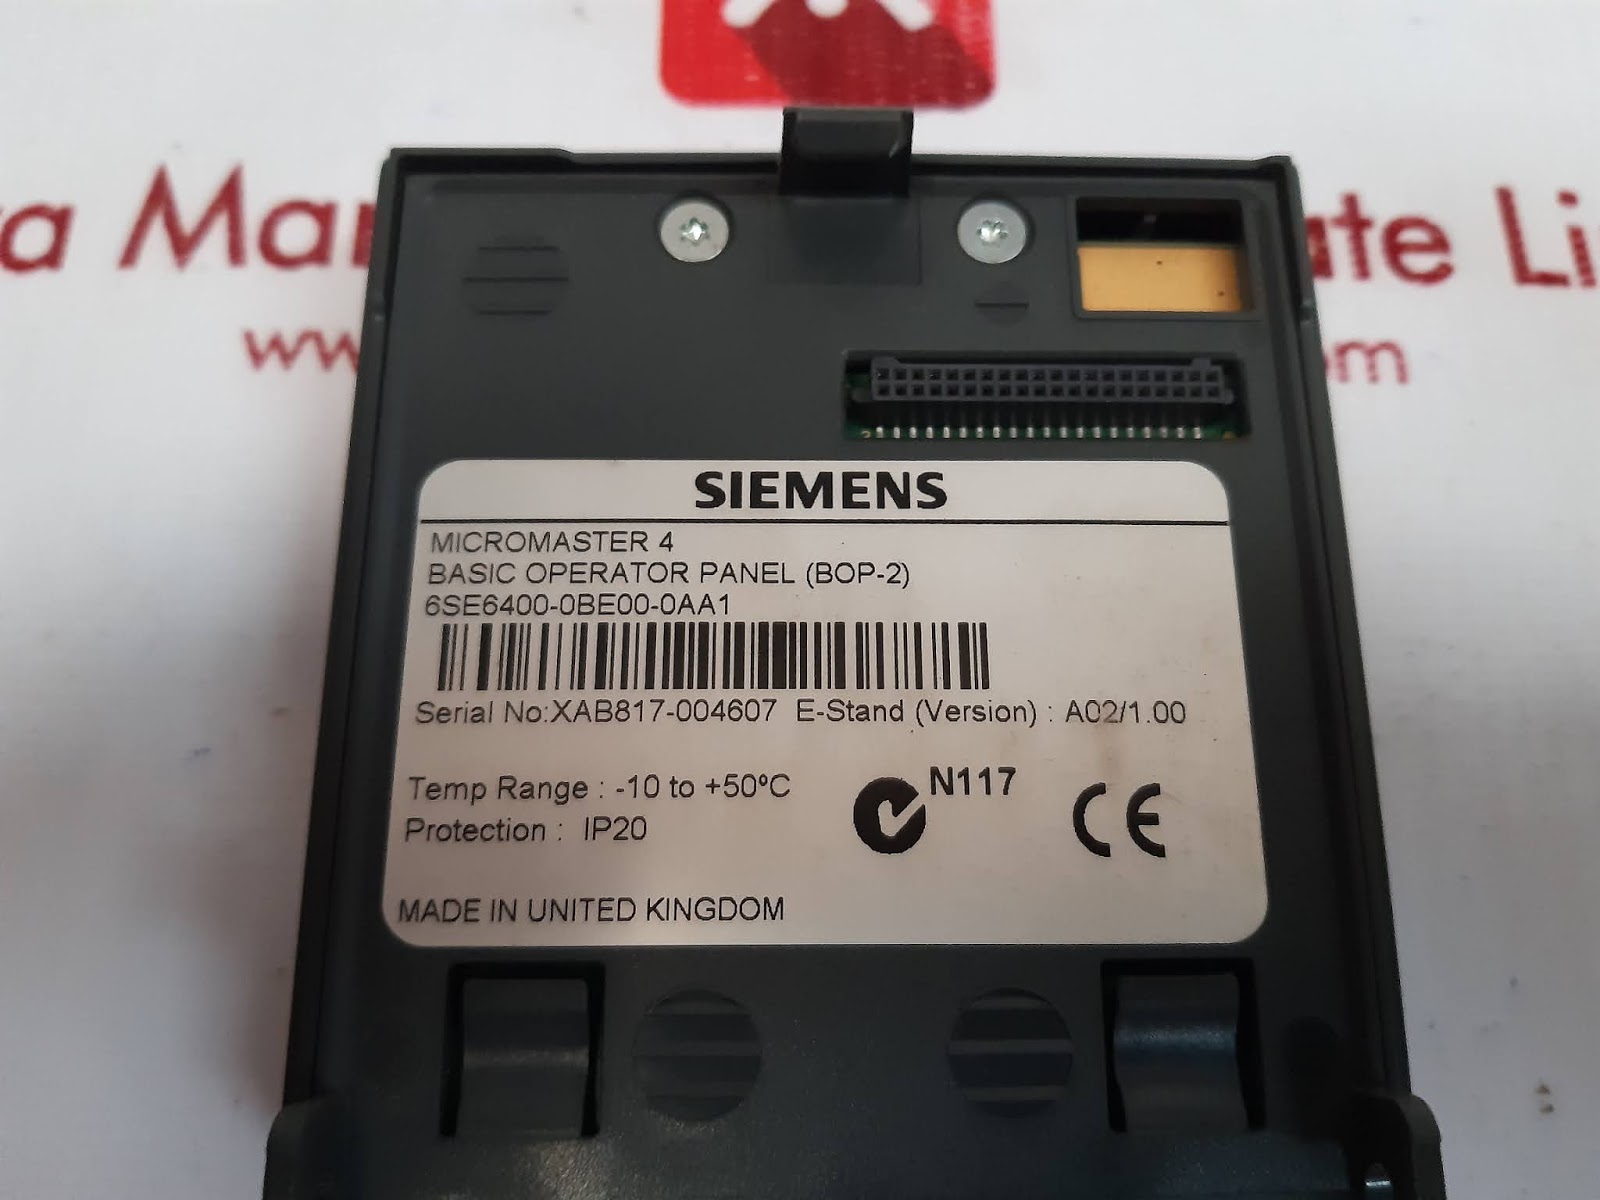 SIEMENS
MICROMASTER 4
BASIC OPERATOR PANEL (BOP-2)
6SE6400-0BE00-0AA1
Serial No:XAB817-004607 E-Stand (Version) : A02/1.00
Temp Range : -10 to +50ºC
N117
CE
Protection : IP20
MADE IN UNITED KINGDOM